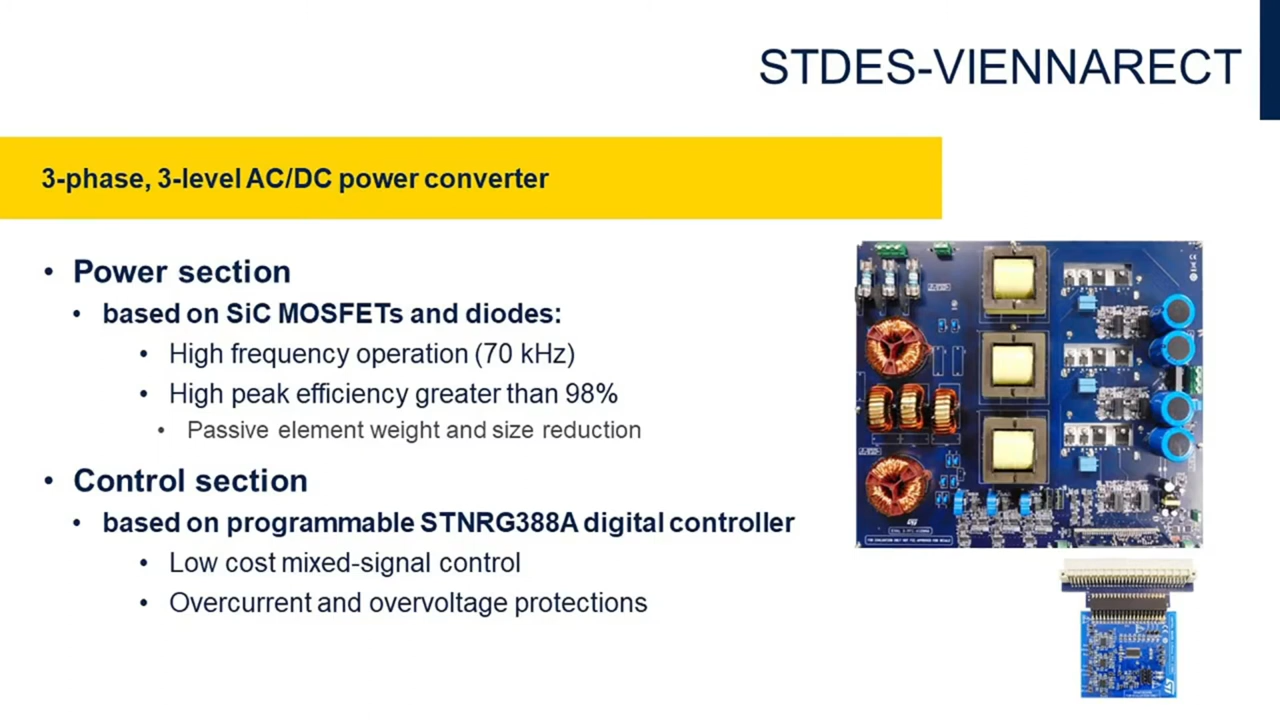 STDES-VIENNARECT
3-phase, 3-level AC/DC power converter
• Power section
• based on SiC MOSFETs and diodes:
• High frequency operation (70 kHz)
• High peak efficiency greater than 98%
• Passive element weight and size reduction
• Control section
• based on programmable STNRG388A digital controller
• Low cost mixed-signal control
• Overcurrent and overvoltage protections